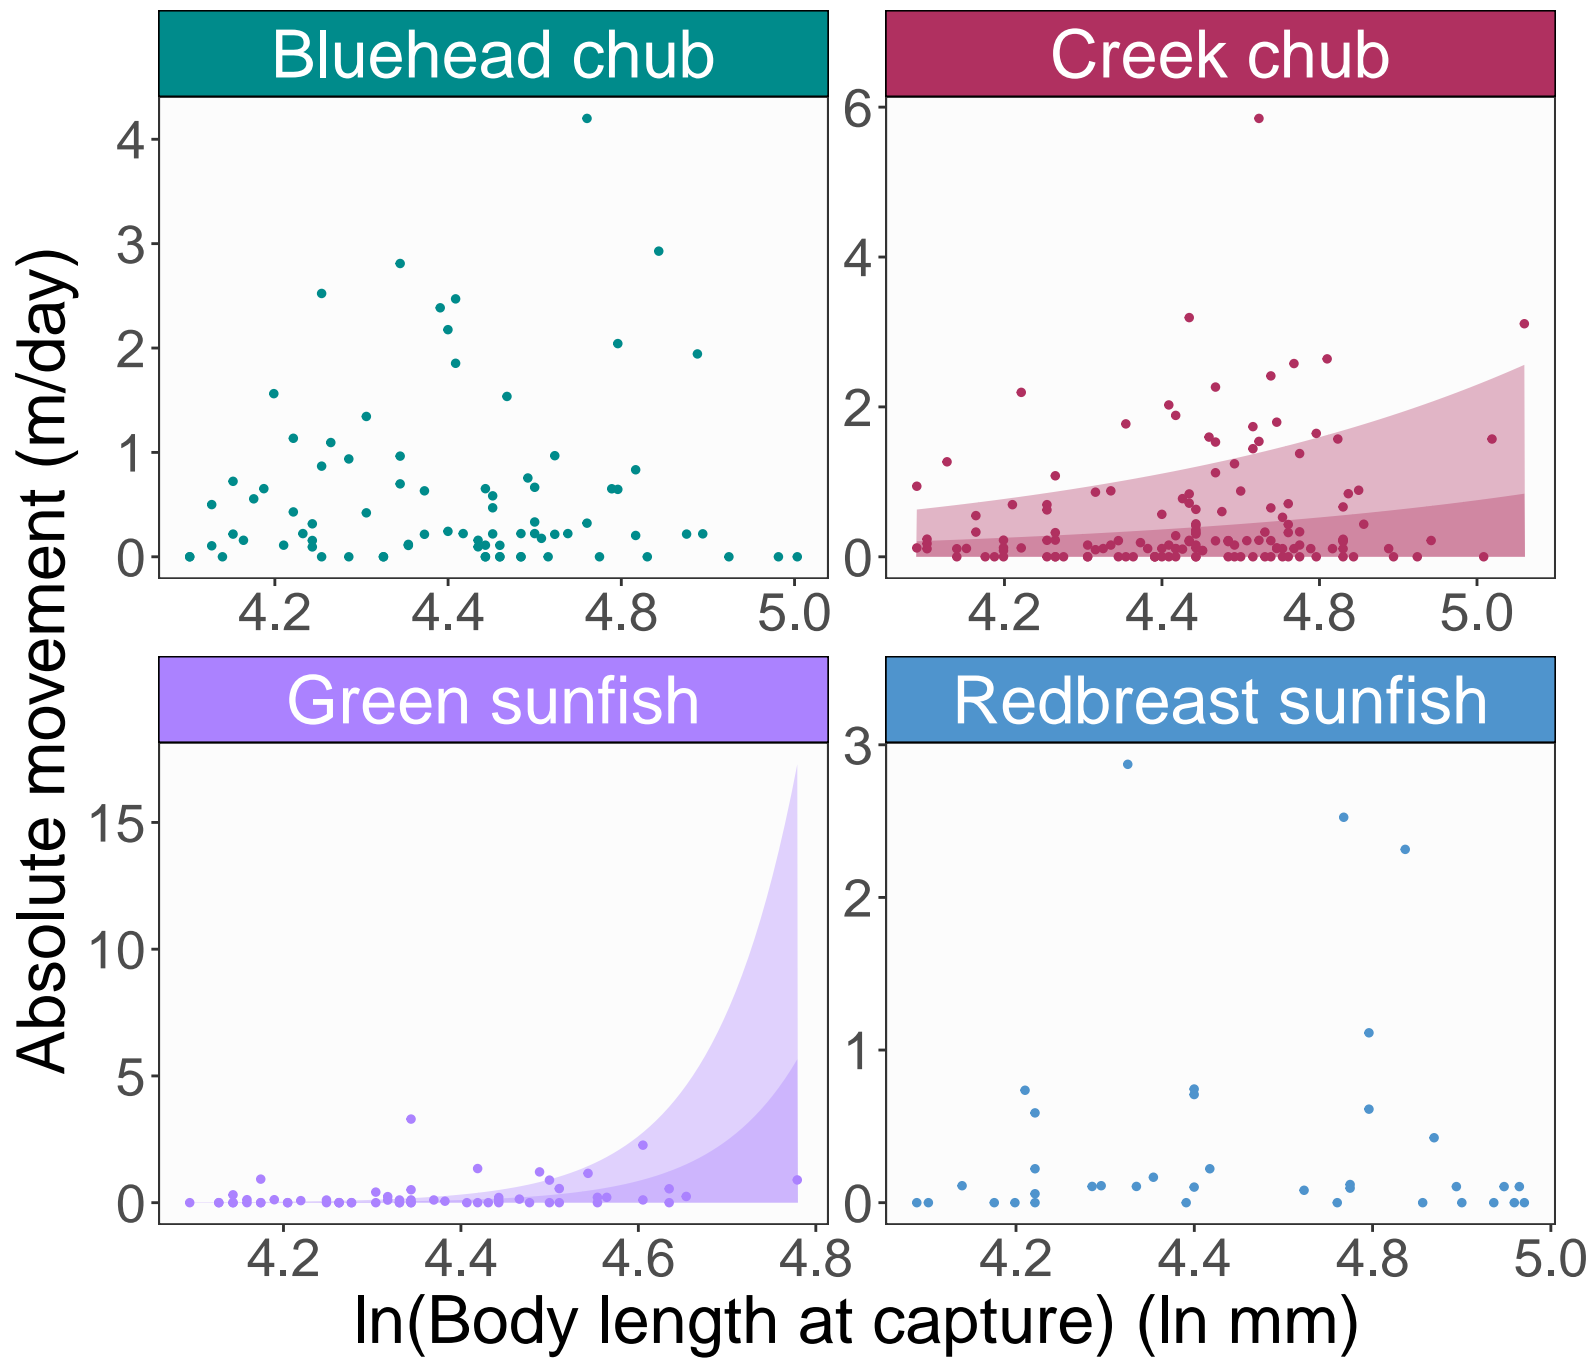 Bluehead chub
Creek chub
Absolute movement (m/day)
4
3
2
1
0
4.2 4.4 4.8 5.0
6
4
2
0
4.2 4.4 4.8 5.0
Green sunfish
Redbreast sunfish
15
10
5
0
4.2 4.4 4.6 4.8
3
2
1
0
4.2 4.4 4.8 5.0
ln(Body length at capture) (ln mm)